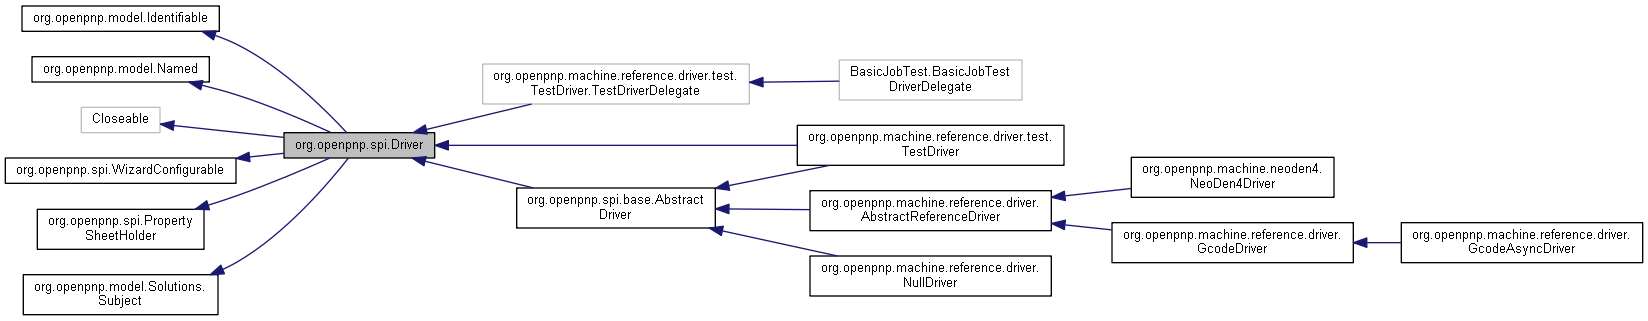 org.openpnp.model.Identifiable
org.openpnp.model.Named
Closeable
org.openpnp.spi.WizardConfigurable
org.openpnp.spi.Property
SheetHolder
org.openpnp.model.Solutions.
Subject
org.openpnp.spi.Driver
org.openpnp.machine.reference.driver.test.
TestDriver.TestDriverDelegate
org.openpnp.spi.base.Abstract
Driver
BasicJobTest.BasicJobTest
DriverDelegate
org.openpnp.machine.reference.driver.test.
TestDriver
org.openpnp.machine.reference.driver.
AbstractReferenceDriver
org.openpnp.machine.reference.driver.
NullDriver
org.openpnp.machine.neoden4.
NeoDen4Driver
org.openpnp.machine.reference.driver.
GcodeDriver
org.openpnp.machine.reference.driver.
GcodeAsyncDriver